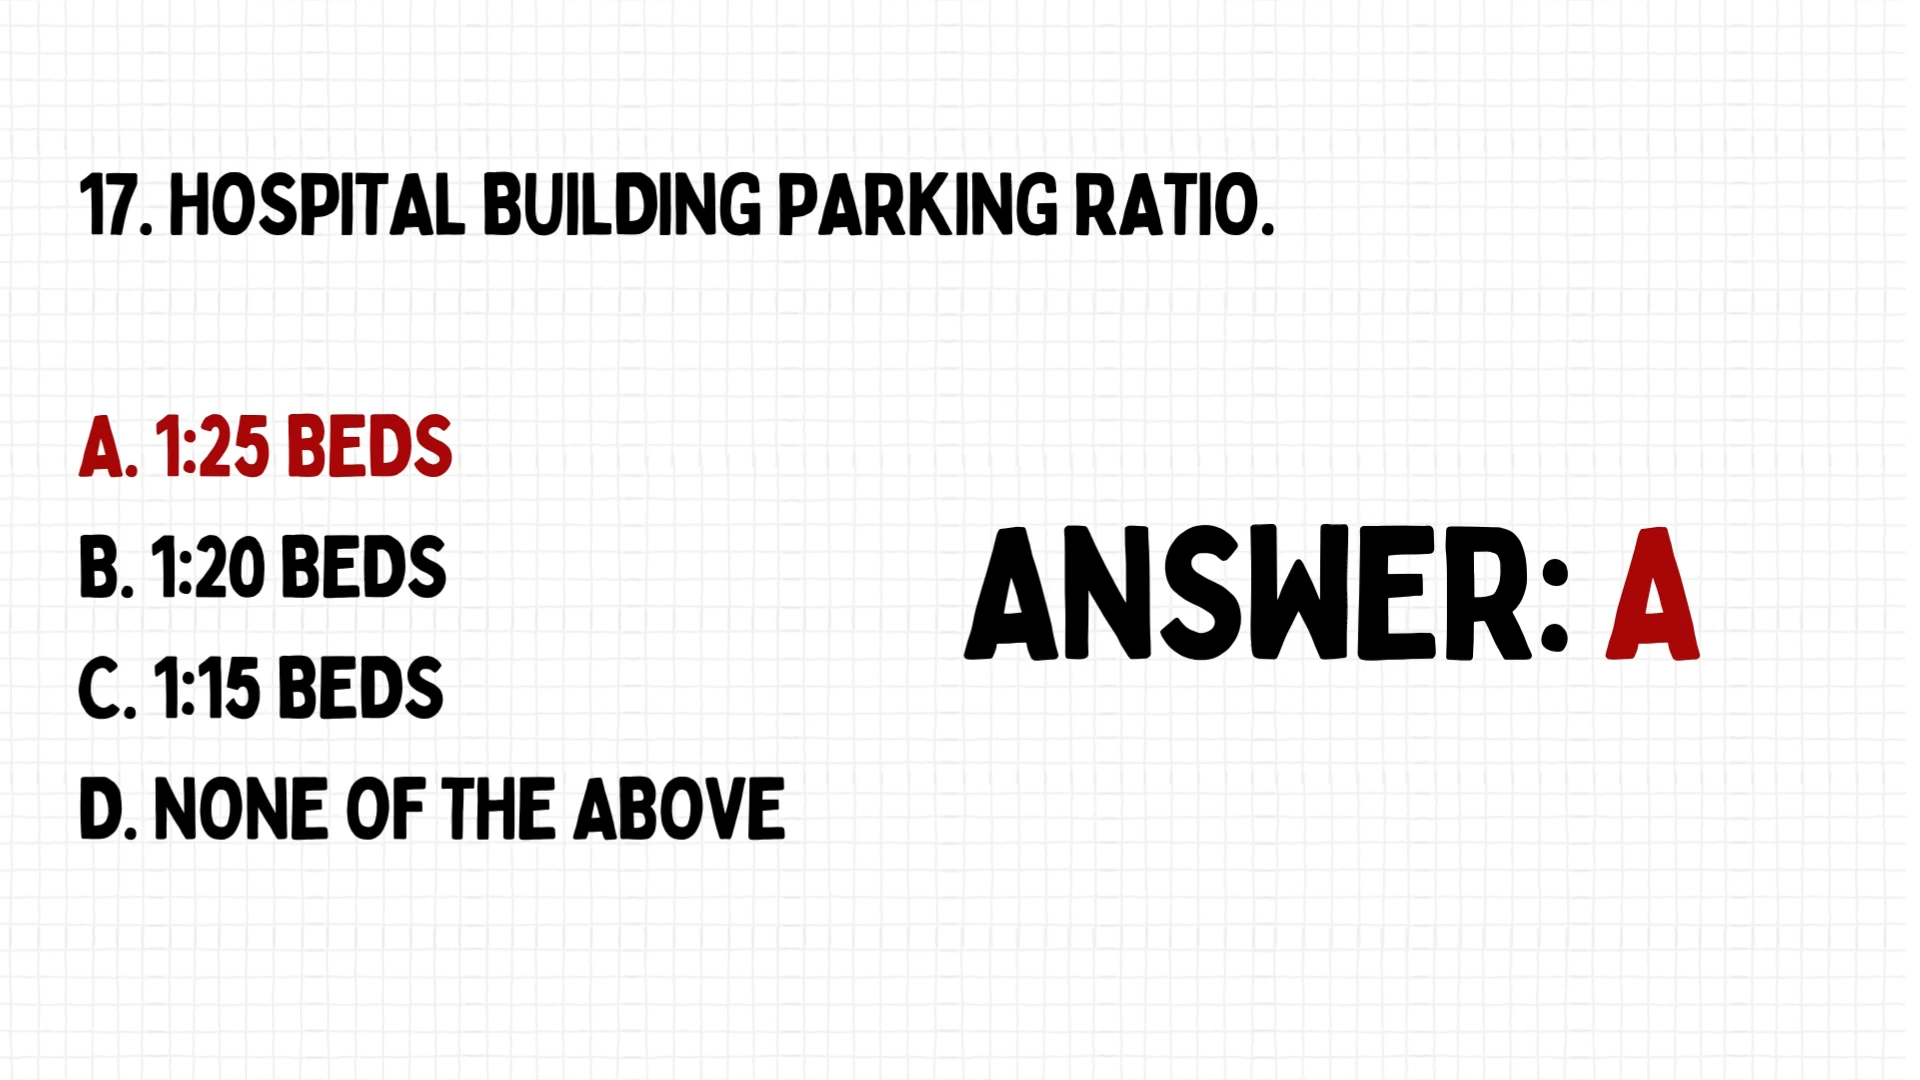 17. HOSPITAL BUILDING PARKING RATIO.
A. 1:25 BEDS
B. 1:20 BEDS
C. 1:15 BEDS
D. NONE OF THE ABOVE
ANSWER: A